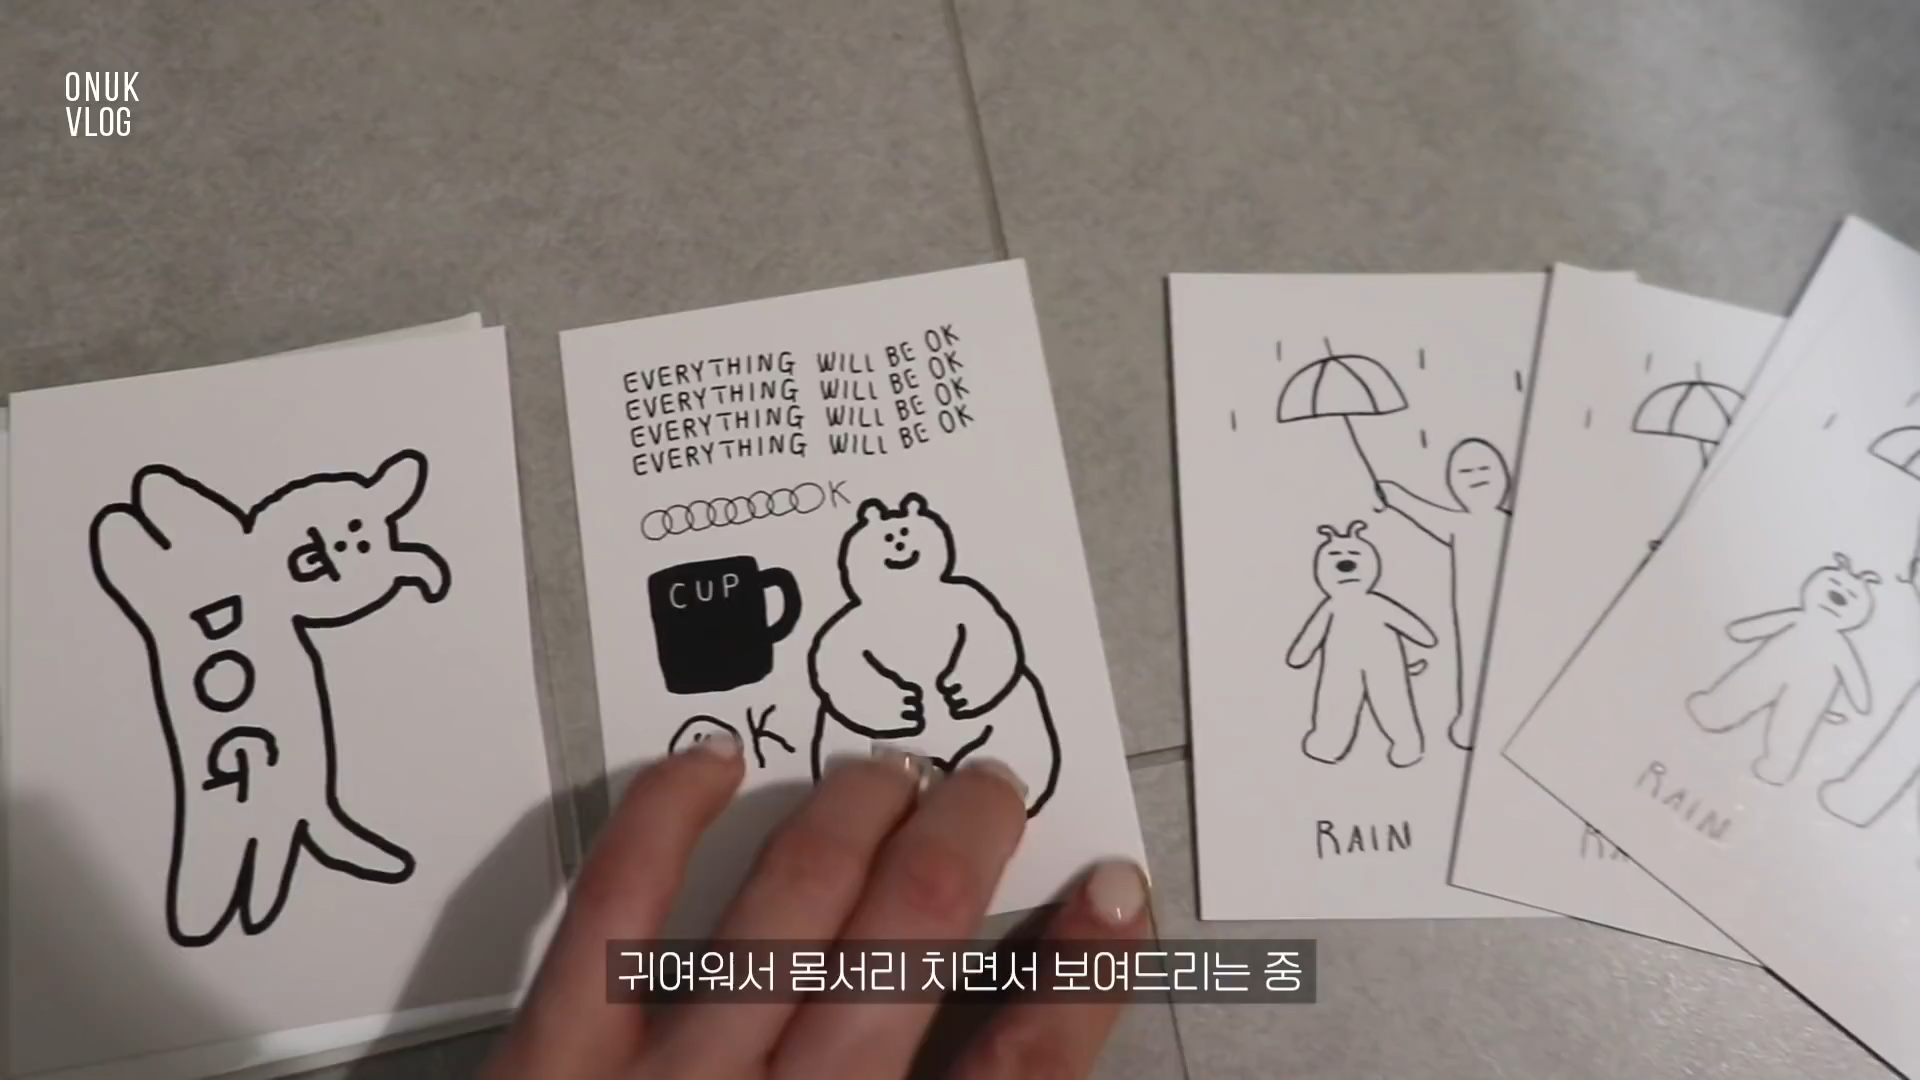 ONUK
VLOG
EVERYTHING WILL BE OK
EVERYTHING WILL BE OK
EVERYTHING WILL BE OK
EVERYTHING WILL BE OK
OOOOOOOOOK
CUP
OK
DOG
RAIN
RAIN
귀여워서 몸서리 치면서 보여드리는 중